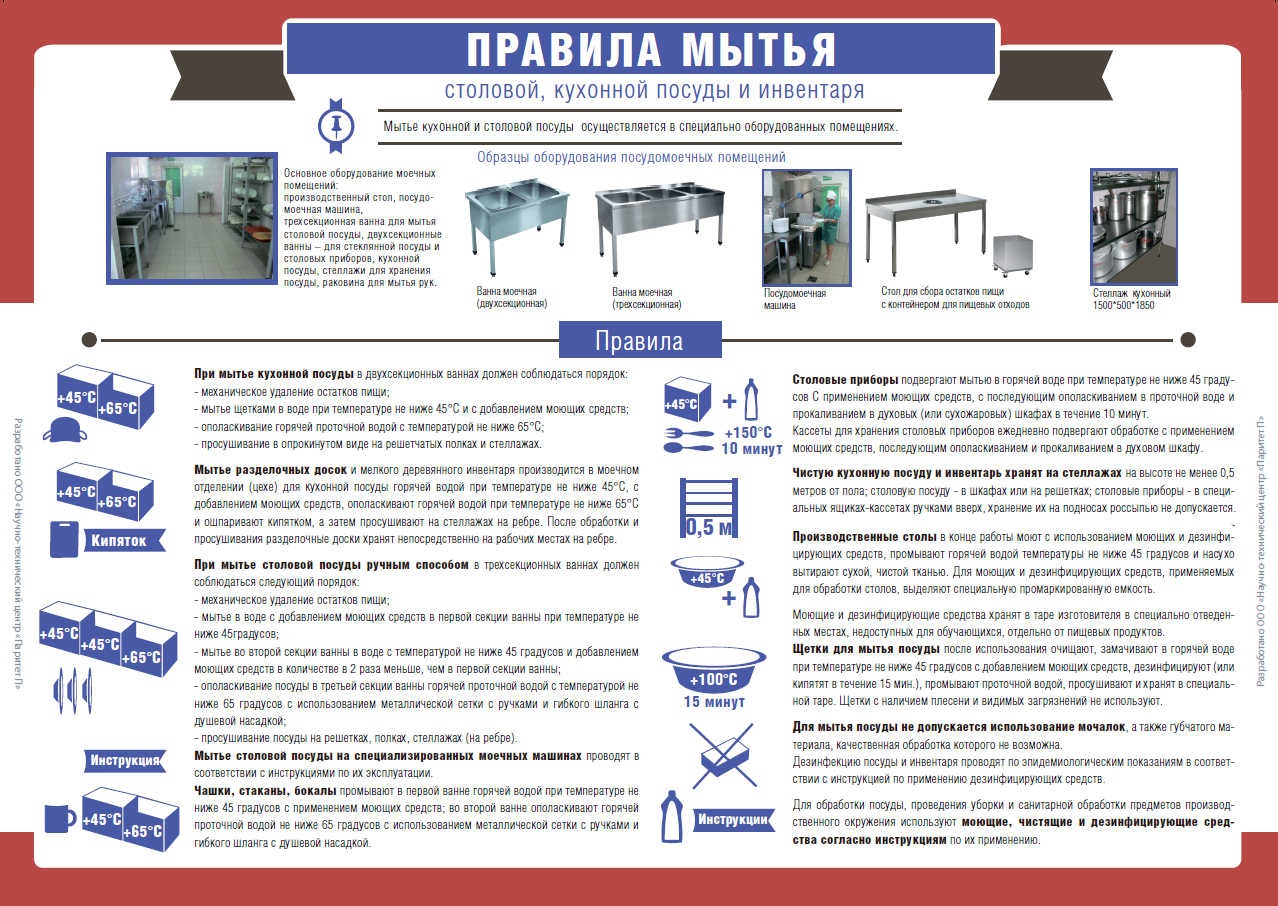 ПРАВИЛА МЫТЬЯ
столовой, кухонной посуды и инвентаря
Мытье кухонной и столовой посуды осуществляется в специально оборудованных помещениях.
Образцы оборудования посудомоечных помещений
Основное оборудование моечных
помещений:
производственный стол, посудо-
моечная машина,
трехсекционная ванна для мытья
столовой посуды, двухсекционные
ванны – для стеклянной посуды и
столовых приборов, кухонной
посуды, стеллажи для хранения
посуды, раковина для мытья рук.
Ванна моечная
(двухсекционная)
Ванна моечная
(трехсекционная)
Посудомоечная
машина
Стол для сбора остатков пищи
с контейнером для пищевых отходов
Стеллаж кухонный
1500*500*1850
Правила
+45°C
+65°C
При мытье кухонной посуды в двухсекционных ваннах должен соблюдаться порядок:
- механическое удаление остатков пищи;
- мытье щетками в воде при температуре не ниже 45°С и с добавлением моющих средств;
- ополаскивание горячей проточной водой с температурой не ниже 65°С;
- просушивание в опрокинутом виде на решетчатых полках и стеллажах.
+45°C
+65°C
Кипяток
Мытье разделочных досок и мелкого деревянного инвентаря производится в моечном
отделении (цехе) для кухонной посуды горячей водой при температуре не ниже 45°С, с
добавлением моющих средств, ополаскивают горячей водой при температуре не ниже 65°С
и ошпаривают кипятком, а затем просушивают на стеллажах на ребре. После обработки и
просушивания разделочные доски хранят непосредственно на рабочих местах на ребре.
+45°C
+45°C
+65°C
При мытье столовой посуды ручным способом в трехсекционных ваннах должен
соблюдаться следующий порядок:
- механическое удаление остатков пищи;
- мытье в воде с добавлением моющих средств в первой секции ванны при температуре не
ниже 45градусов;
- мытье во второй секции ванны в воде с температурой не ниже 45 градусов и добавлением
моющих средств в количестве в 2 раза меньше, чем в первой секции ванны;
- ополаскивание посуды в третьей секции ванны горячей проточной водой с температурой не
ниже 65 градусов с использованием металлической сетки с ручками и гибкого шланга с
душевой насадкой;
- просушивание посуды на решетках, полках, стеллажах (на ребре).
Инструкция
Мытье столовой посуды на специализированных моечных машинах проводят в
соответствии с инструкциями по их эксплуатации.
+45°C
+65°C
Чашки, стаканы, бокалы промывают в первой ванне горячей водой при температуре не
ниже 45 градусов с применением моющих средств; во второй ванне ополаскивают горячей
проточной водой не ниже 65 градусов с использованием металлической сетки с ручками и
гибкого шланга с душевой насадкой.
+45°C
+
+150°C
10 минут
Столовые приборы подвергают мытью в горячей воде при температуре не ниже 45 граду-
сов С применением моющих средств, с последующим ополаскиванием в проточной воде и
прокаливанием в духовых (или сухожаровых) шкафах в течение 10 минут.
Кассеты для хранения столовых приборов ежедневно подвергают обработке с применением
моющих средств, последующим ополаскиванием и прокаливанием в духовом шкафу.
0,5 м
Чистую кухонную посуду и инвентарь хранят на стеллажах на высоте не менее 0,5
метров от пола; столовую посуду - в шкафах или на решетках; столовые приборы - в специ-
альных ящиках-кассетах ручками вверх, хранение их на подносах россыпью не допускается.
+45°C
+
Производственные столы в конце работы моют с использованием моющих и дезинфи-
цирующих средств, промывают горячей водой температуры не ниже 45 градусов и насухо
вытирают сухой, чистой тканью. Для моющих и дезинфицирующих средств, применяемых
для обработки столов, выделяют специальную промаркированную емкость.
Моющие и дезинфицирующие средства хранят в таре изготовителя в специально отведен-
ных местах, недоступных для обучающихся, отдельно от пищевых продуктов.
+100°C
15 минут
Щетки для мытья посуды после использования очищают, замачивают в горячей воде
при температуре не ниже 45 градусов с добавлением моющих средств, дезинфицируют (или
кипятят в течение 15 мин.), промывают проточной водой, просушивают и хранят в специаль-
ной таре. Щетки с наличием плесени и видимых загрязнений не используют.
Для мытья посуды не допускается использование мочалок, а также губчатого ма-
териала, качественная обработка которого не возможна.
Дезинфекцию посуды и инвентаря проводят по эпидемиологическим показаниям в соответ-
ствии с инструкцией по применению дезинфицирующих средств.
Инструкции
Для обработки посуды, проведения уборки и санитарной обработки предметов производ-
ственного окружения используют моющие, чистящие и дезинфицирующие сред-
ства согласно инструкциям по их применению.
Разработано ООО «Научно-технический центр «Паритет П»
Разработано ООО «Научно-технический центр «Паритет П»